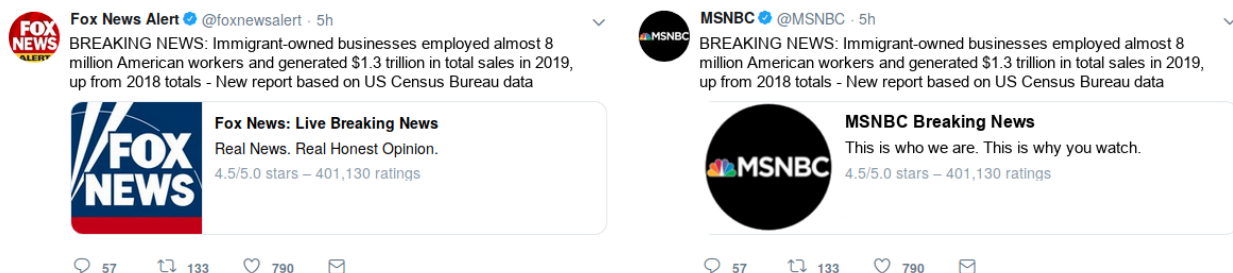 FOX
NEWS
ALERT
Fox News Alert @foxnewsalert · 5h
BREAKING NEWS: Immigrant-owned businesses employed almost 8
million American workers and generated $1.3 trillion in total sales in 2019,
up from 2018 totals - New report based on US Census Bureau data
FOX
NEWS
Fox News: Live Breaking News
Real News. Real Honest Opinion.
4.5/5.0 stars – 401,130 ratings
57 133 790
MSNBC
MSNBC @MSNBC · 5h
BREAKING NEWS: Immigrant-owned businesses employed almost 8
million American workers and generated $1.3 trillion in total sales in 2019,
up from 2018 totals - New report based on US Census Bureau data
MSNBC
MSNBC Breaking News
This is who we are. This is why you watch.
4.5/5.0 stars – 401,130 ratings
57 133 790